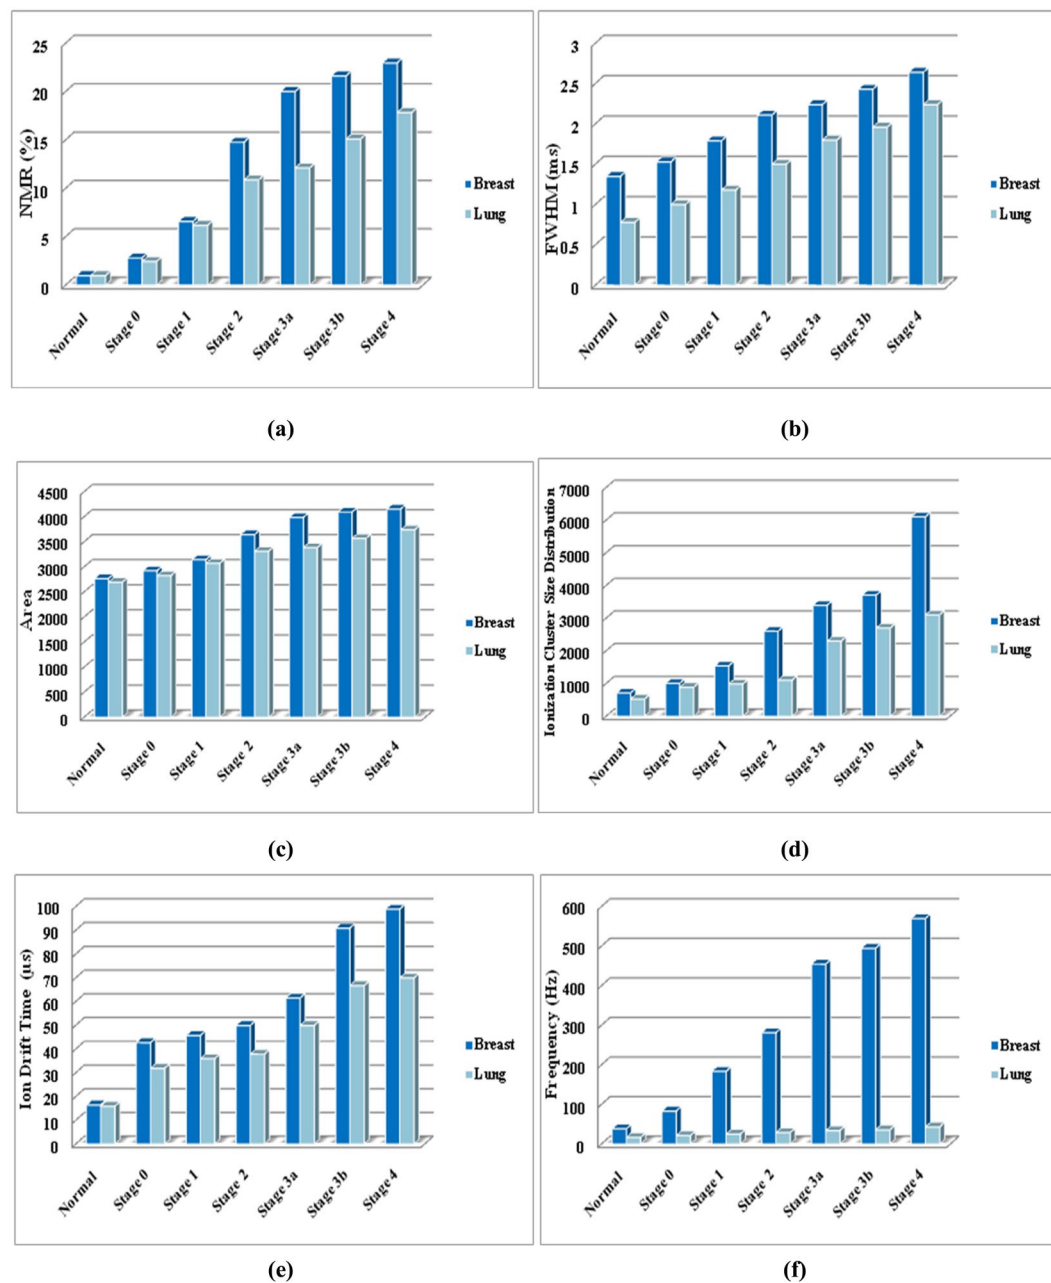 25
20
15
10
5
0
NMR (%)
Normal
Stage 0
Stage 1
Stage 2
Stage 3a
Stage 3b
Stage 4
Breast
Lung
(a)
3
2.5
2
1.5
1
0.5
0
FWHM (ms)
Normal
Stage 0
Stage 1
Stage 2
Stage 3a
Stage 3b
Stage 4
Breast
Lung
(b)
4500
4000
3500
3000
2500
2000
1500
1000
500
0
Area
Normal
Stage 0
Stage 1
Stage 2
Stage 3a
Stage 3b
Stage 4
Breast
Lung
(c)
7000
6000
5000
4000
3000
2000
1000
0
Ionization Cluster Size Distribution
Normal
Stage 0
Stage 1
Stage 2
Stage 3a
Stage 3b
Stage 4
Breast
Lung
(d)
100
90
80
70
60
50
40
30
20
10
0
Ion Drift Time (μs)
Normal
Stage 0
Stage 1
Stage 2
Stage 3a
Stage 3b
Stage 4
Breast
Lung
(e)
600
500
400
300
200
100
0
Frequency (Hz)
Normal
Stage 0
Stage 1
Stage 2
Stage 3a
Stage 3b
Stage 4
Breast
Lung
(f)